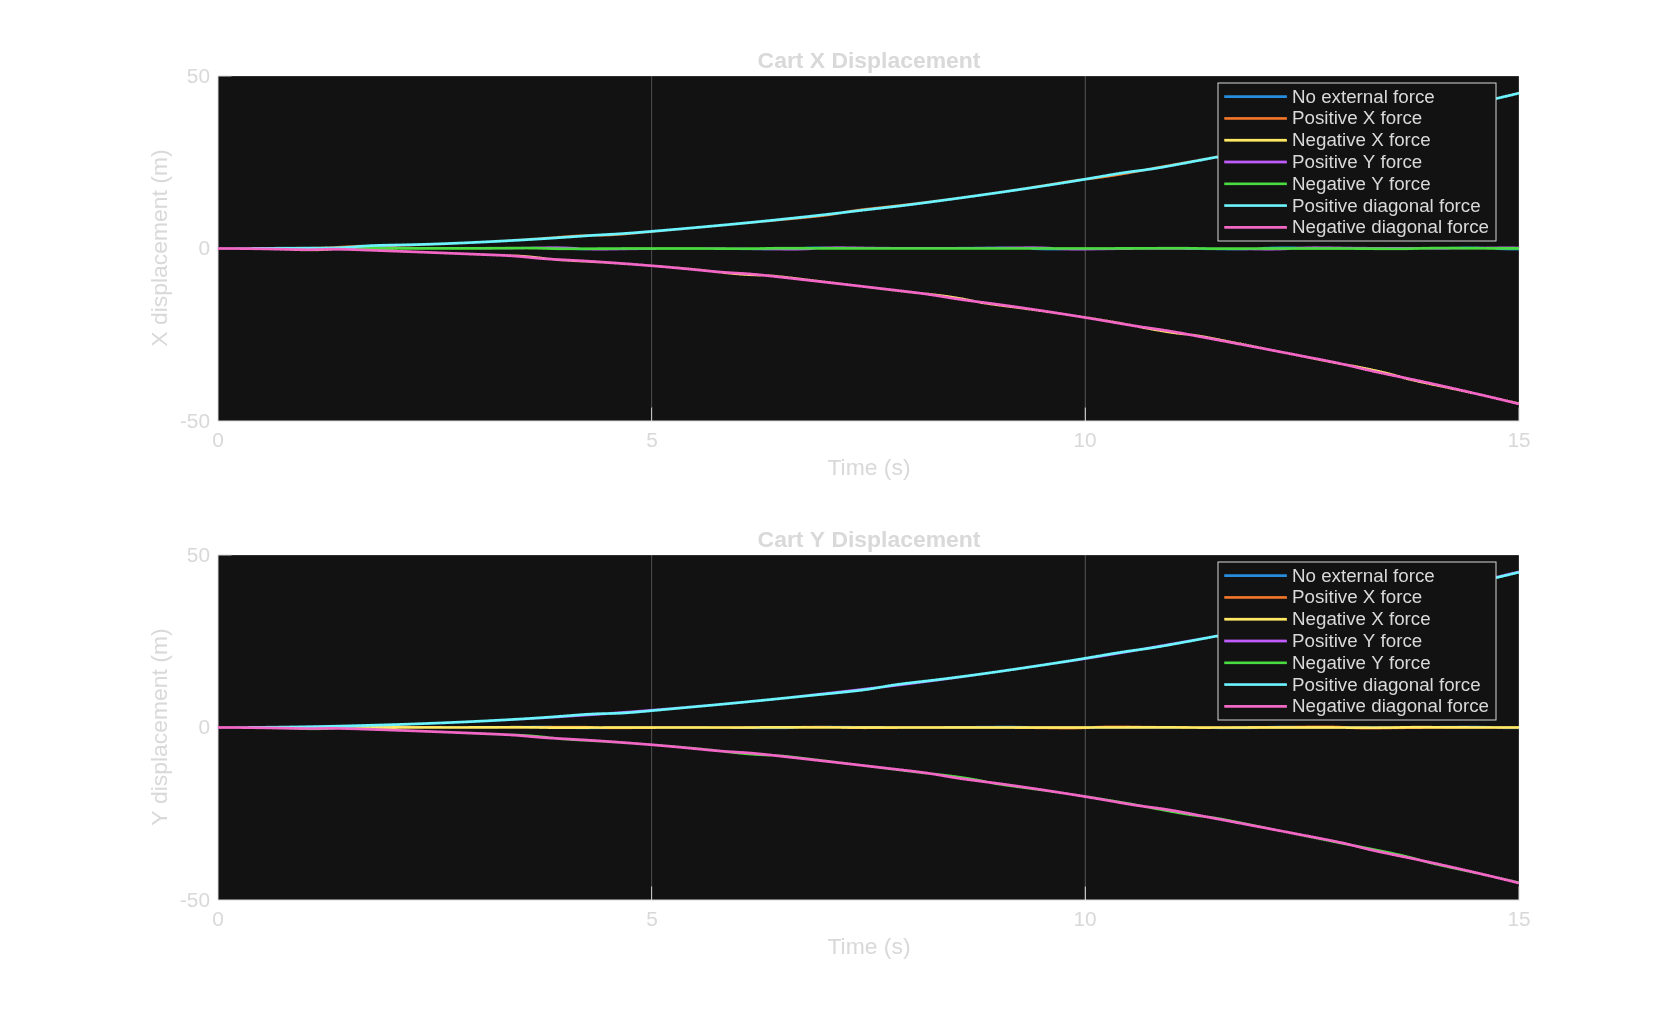 Cart X Displacement
50
0
-50
X displacement (m)
No external force
Positive X force
Negative X force
Positive Y force
Negative Y force
Positive diagonal force
Negative diagonal force
0
5
10
15
Time (s)
Cart Y Displacement
50
0
-50
Y displacement (m)
No external force
Positive X force
Negative X force
Positive Y force
Negative Y force
Positive diagonal force
Negative diagonal force
0
5
10
15
Time (s)